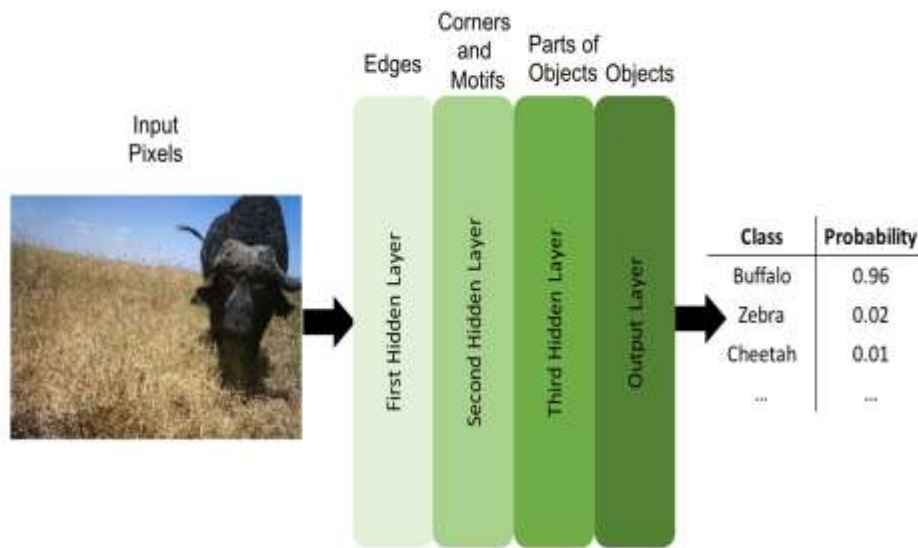 Input
Pixels
Edges
Corners
and
Motifs
Parts of
Objects
Objects
First Hidden Layer
Second Hidden Layer
Third Hidden Layer
Output Layer
Class Probability
Buffalo 0.96
Zebra 0.02
Cheetah 0.01
... ...